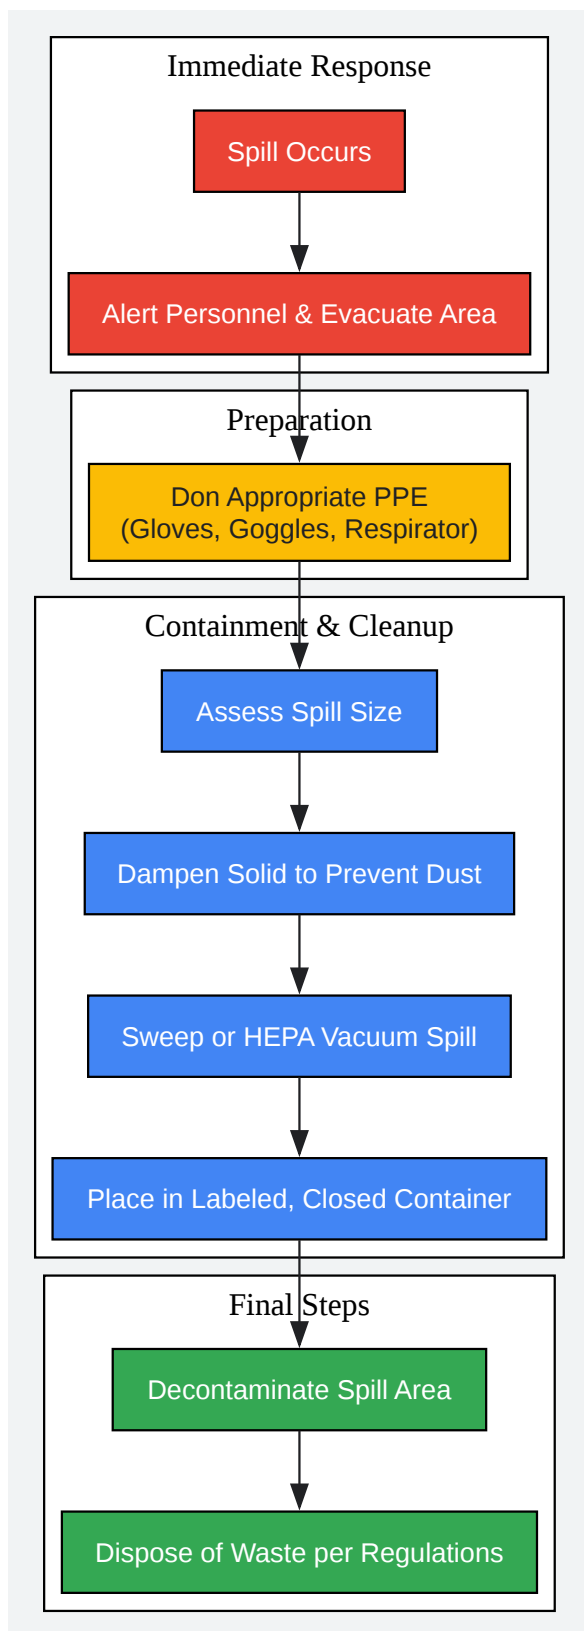 Immediate Response
Spill Occurs
Alert Personnel & Evacuate Area
Preparation
Don Appropriate PPE
(Gloves, Goggles, Respirator)
Containment & Cleanup
Assess Spill Size
Dampen Solid to Prevent Dust
Sweep or HEPA Vacuum Spill
Place in Labeled, Closed Container
Final Steps
Decontaminate Spill Area
Dispose of Waste per Regulations